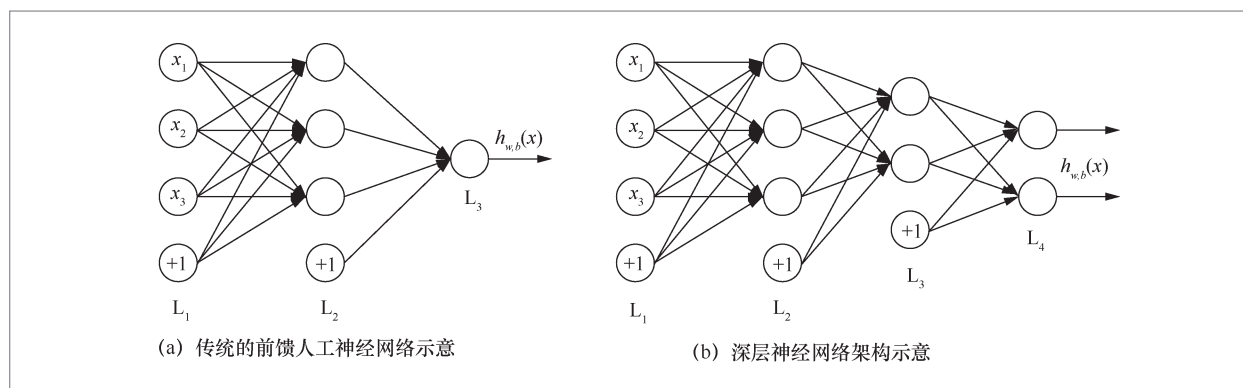 x₁
x₂
x₃
+1
+1
h_{w,b}(x)
L₁
L₂
L₃
(a) 传统的前馈人工神经网络示意
x₁
x₂
x₃
+1
+1
+1
h_{w,b}(x)
L₁
L₂
L₃
L₄
(b) 深层神经网络架构示意